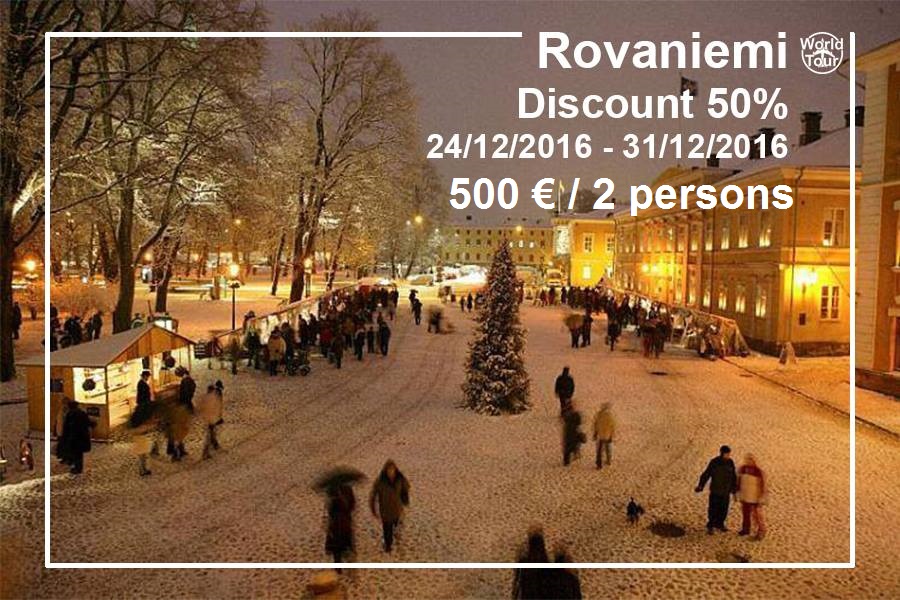 Rovaniemi
World
Tour
Discount 50%
24/12/2016 - 31/12/2016
500 € / 2 persons